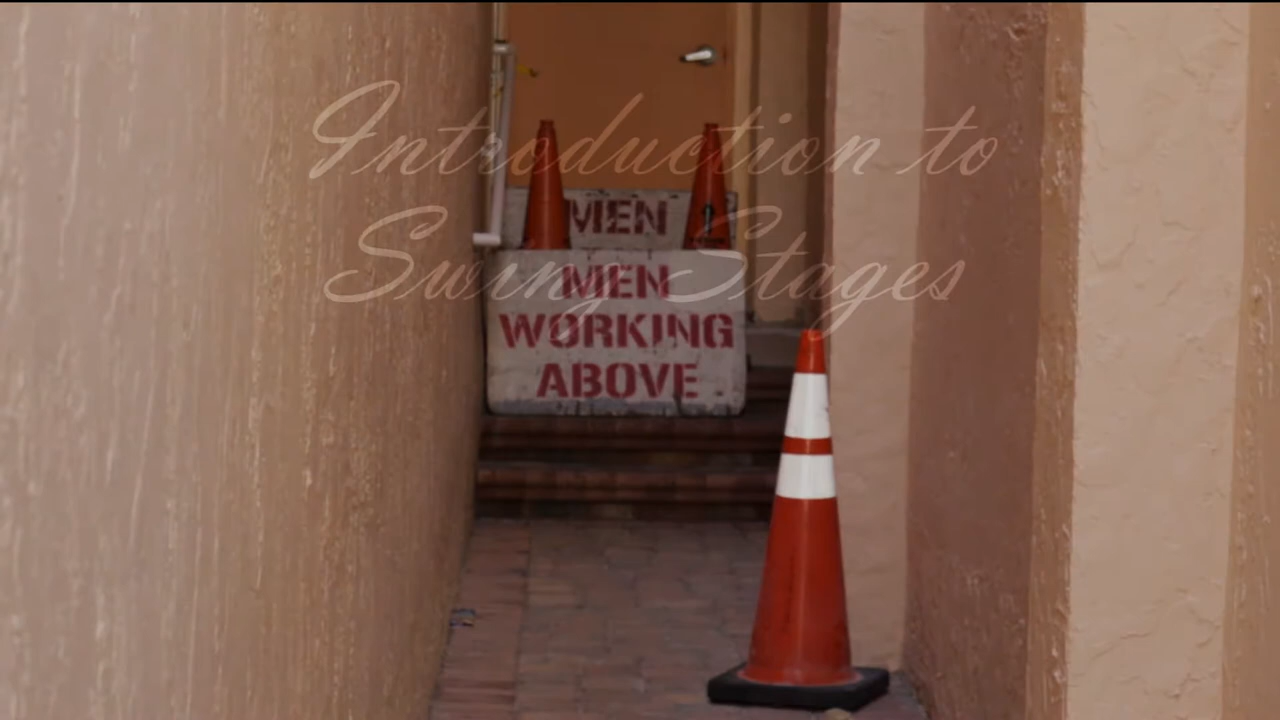 Introduction to
Swing Stages
MEN
MEN
WORKING
ABOVE